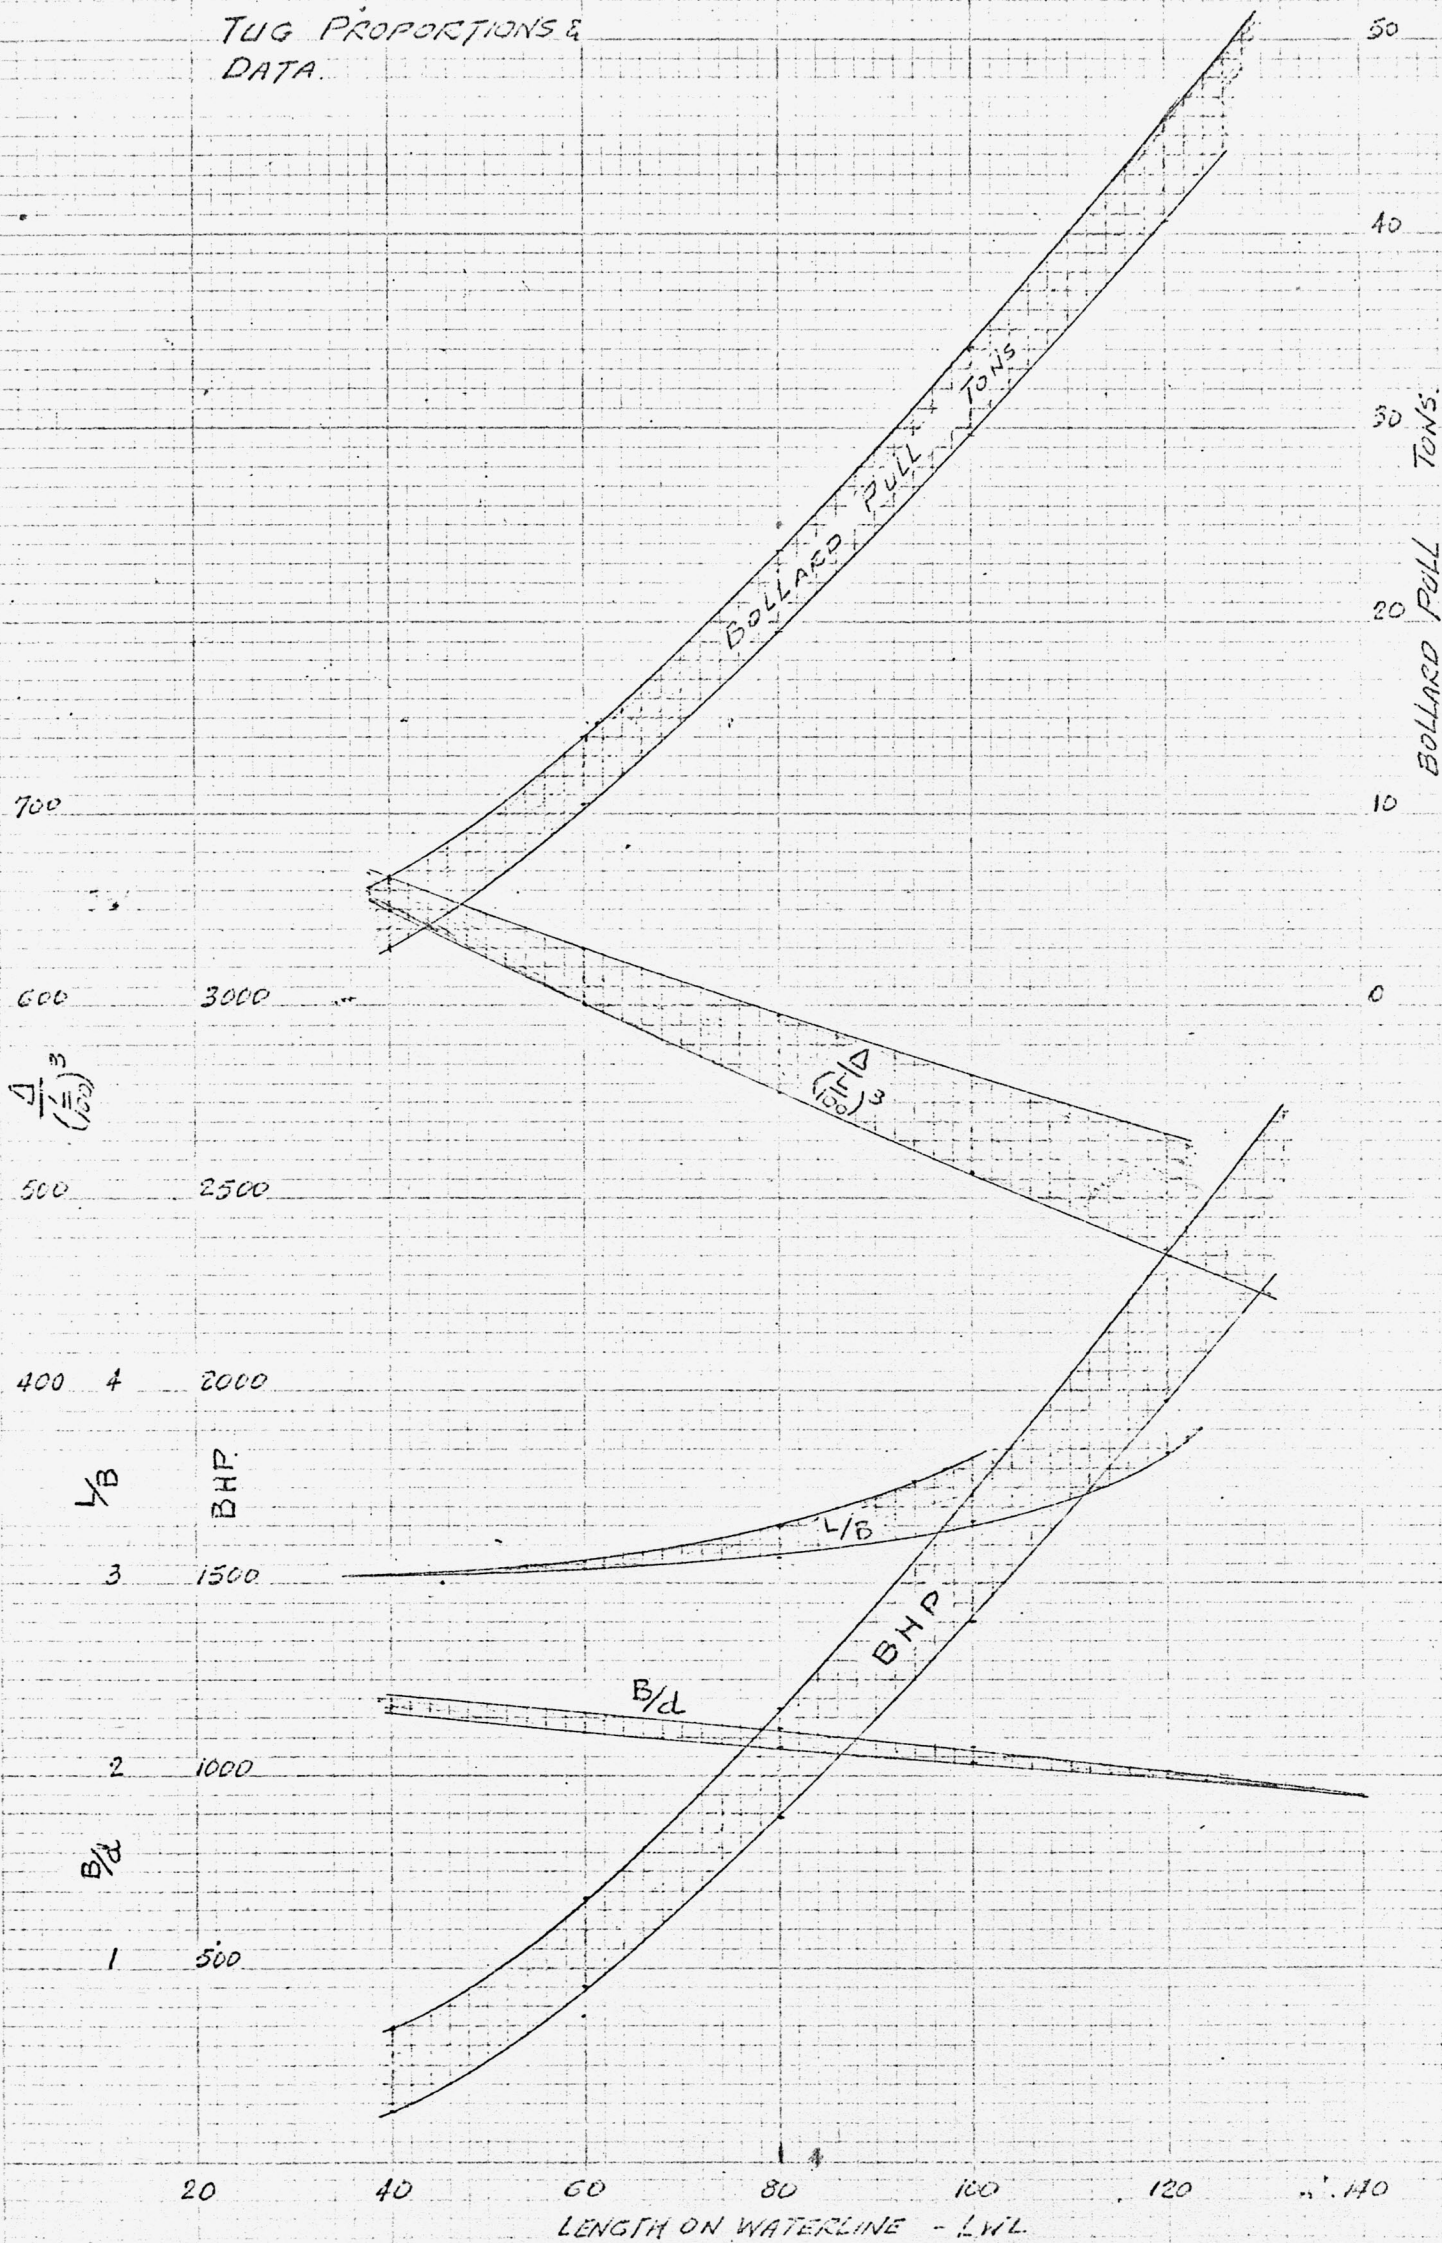 TUG PROPORTIONS &
DATA.
50
40
30
20
10
0
BOLLARD PULL TONS.
BOLLARD PULL TONS
700
600 3000
Δ/(L/100)³
Δ/(L/100)³
500 2500
400 4 2000
L/B
BHP.
L/B
3 1500
BHP
B/d
2 1000
B/d
1 500
20 40 60 80 100 120 140
LENGTH ON WATERLINE - LWL